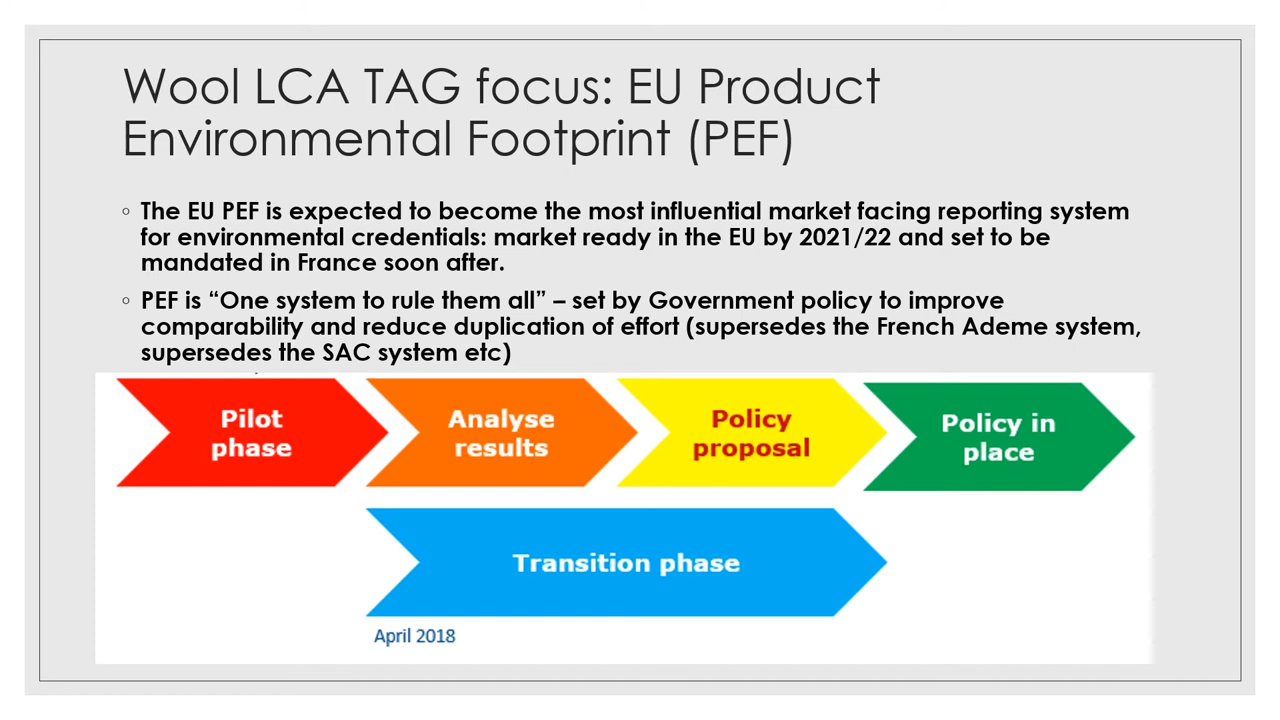 Wool LCA TAG focus: EU Product
Environmental Footprint (PEF)
◦ The EU PEF is expected to become the most influential market facing reporting system
for environmental credentials: market ready in the EU by 2021/22 and set to be
mandated in France soon after.
◦ PEF is “One system to rule them all” – set by Government policy to improve
comparability and reduce duplication of effort (supersedes the French Ademe system,
supersedes the SAC system etc)
Pilot
phase
Analyse
results
Policy
proposal
Policy in
place
Transition phase
April 2018